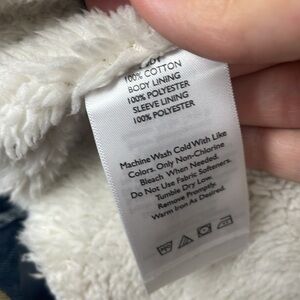 100% COTTON
BODY LINING
100% POLYESTER
SLEEVE LINING
100% POLYESTER
Machine Wash Cold With Like
Colors. Only Non-Chlorine
Bleach When Needed.
Do Not Use Fabric Softeners.
Tumble Dry Low.
Remove Promptly.
Warm Iron As Desired.